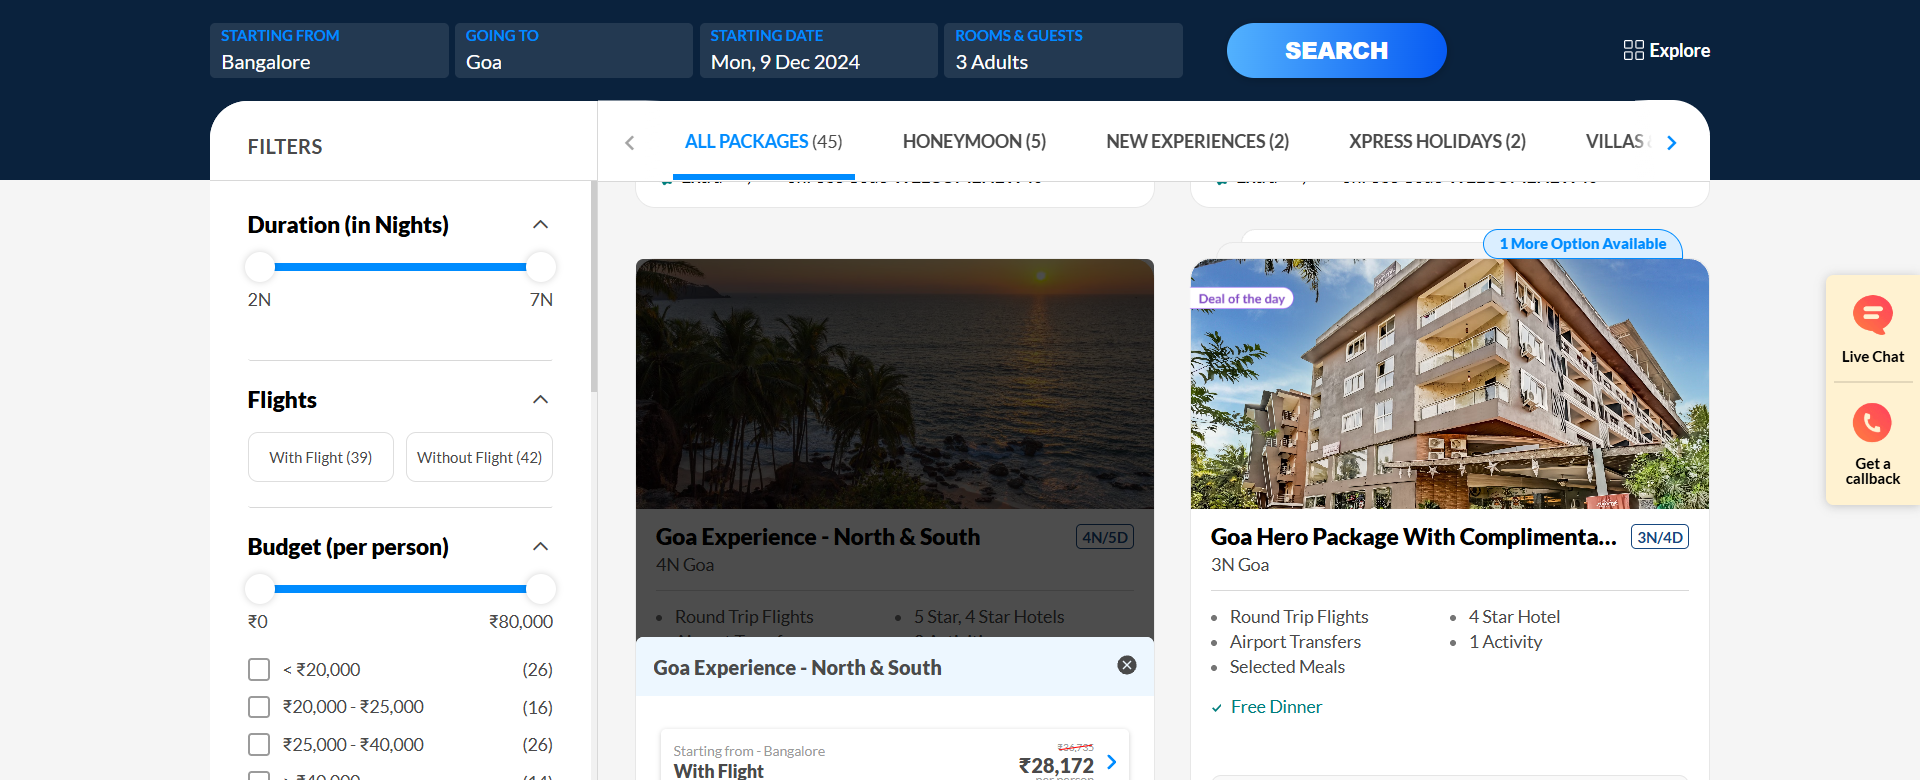 STARTING FROM
Bangalore
GOING TO
Goa
STARTING DATE
Mon, 9 Dec 2024
ROOMS & GUESTS
3 Adults
SEARCH
Explore
FILTERS
ALL PACKAGES (45)
HONEYMOON (5)
NEW EXPERIENCES (2)
XPRESS HOLIDAYS (2)
VILLAS
Duration (in Nights)
2N
7N
Flights
With Flight (39)
Without Flight (42)
Budget (per person)
₹0
₹80,000
< ₹20,000
(26)
₹20,000 - ₹25,000
(16)
₹25,000 - ₹40,000
(26)
Goa Experience - North & South
4N/5D
4N Goa
Round Trip Flights
5 Star, 4 Star Hotels
Goa Experience - North & South
Starting from - Bangalore
With Flight
₹36,735
₹28,172
1 More Option Available
Deal of the day
Goa Hero Package With Complimenta...
3N/4D
3N Goa
Round Trip Flights
Airport Transfers
Selected Meals
4 Star Hotel
1 Activity
Free Dinner
Live Chat
Get a
callback